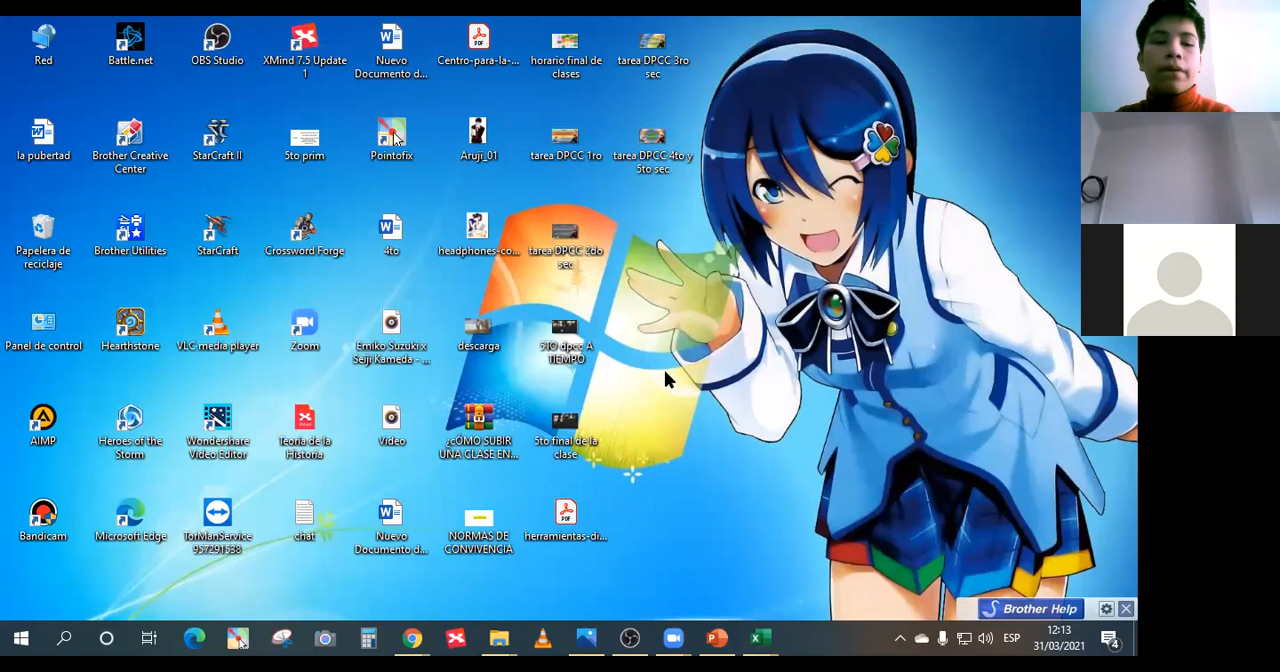 Red
Battle.net
OBS Studio
XMind 7.5 Update
1
Nuevo
Documento d...
Centro-para-la-...
horario final de
clases
tarea DPCC 3ro
sec
la pubertad
Brother Creative
Center
StarCraft II
5to prim
Pointofix
Aruji_01
tarea DPCC 1ro
tarea DPCC 4to y
5to sec
Papelera de
reciclaje
Brother Utilities
StarCraft
Crossword Forge
4to
headphones-co...
tarea DPCC 2do
sec
Panel de control
Hearthstone
VLC media player
Zoom
Emiko Suzuki x
Seiji Kameda - ...
descarga
5TO dpcc A
TIEMPO
AIMP
Heroes of the
Storm
Wondershare
Video Editor
Teoria de la
Historia
Video
¿cÓMO SUBIR
UNA CLASE EN...
5to final de la
clase
Bandicam
Microsoft Edge
TorManService
957291538
chat
Nuevo
Documento d...
NORMAS DE
CONVIVENCIA
herramientas-di...
Brother Help
ESP
12:13
31/03/2021
4